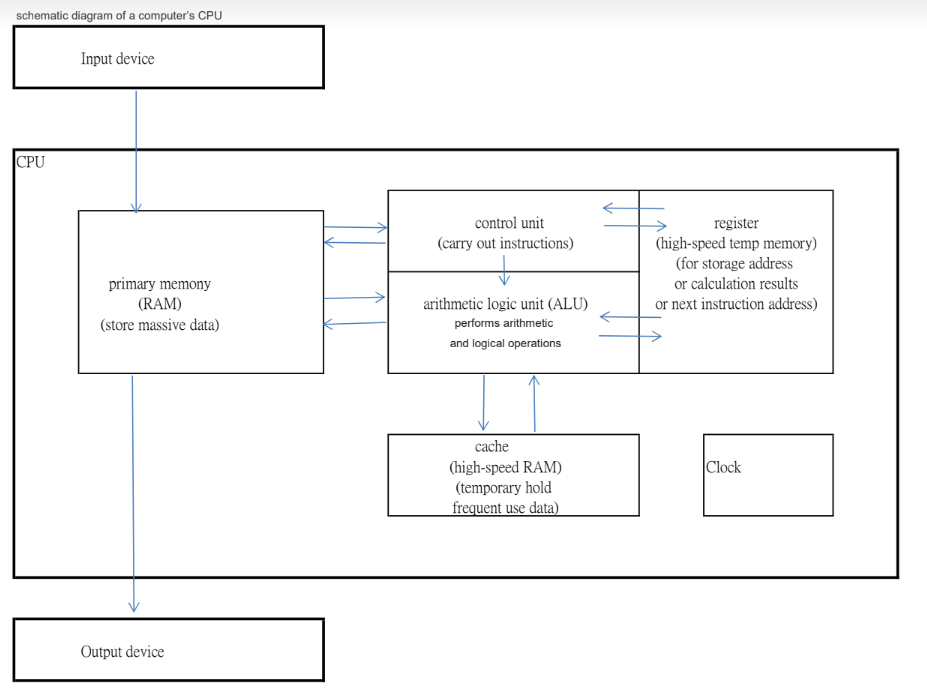 schematic diagram of a computer's CPU
Input device
CPU
primary memony
(RAM)
(store massive data)
control unit
(carry out instructions)
register
(high-speed temp memory)
(for storage address
or calculation results
or next instruction address)
arithmetic logic unit (ALU)
performs arithmetic
and logical operations
cache
(high-speed RAM)
(temporary hold
frequent use data)
Clock
Output device